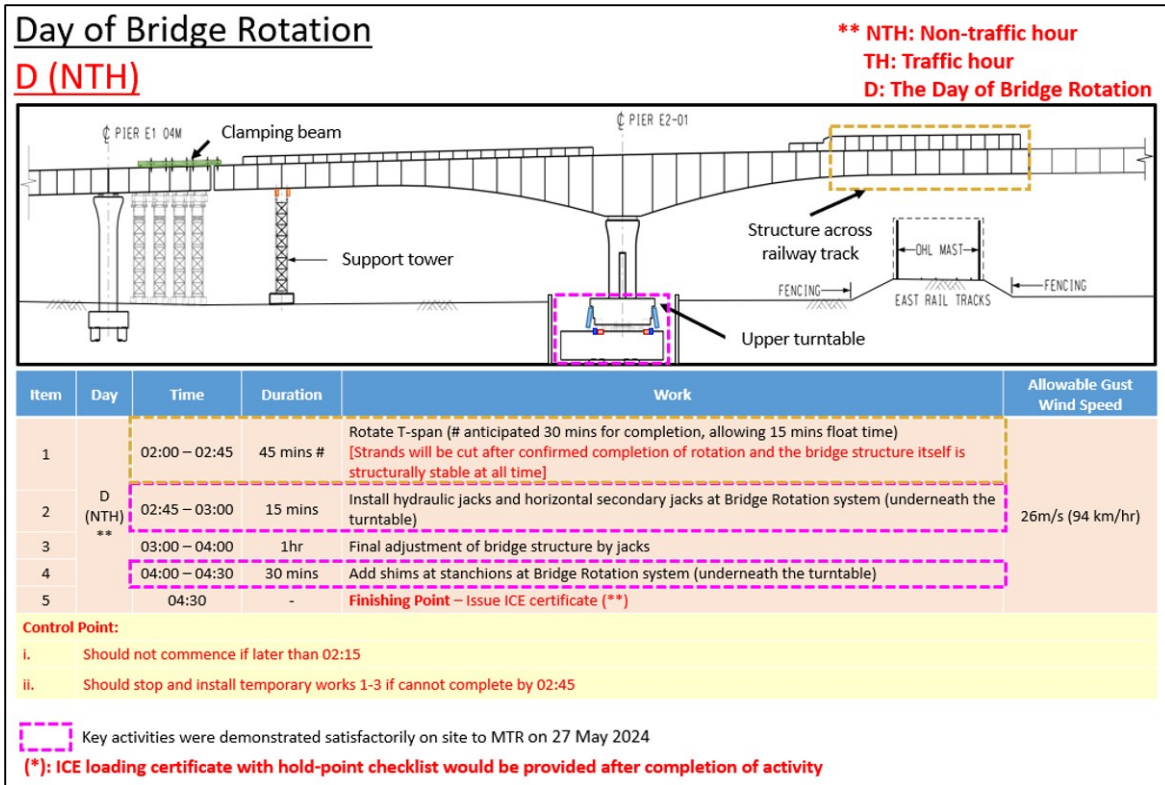 Day of Bridge Rotation
D (NTH)
** NTH: Non-traffic hour
TH: Traffic hour
D: The Day of Bridge Rotation
℄ PIER E1 04M
Clamping beam
℄ PIER E2-01
Support tower
Structure across
railway track
OHL MAST
FENCING
FENCING
EAST RAIL TRACKS
Upper turntable
Item Day Time Duration Work Allowable Gust
Wind Speed
1 02:00 – 02:45 45 mins # Rotate T-span (# anticipated 30 mins for completion, allowing 15 mins float time)
[Strands will be cut after confirmed completion of rotation and the bridge structure itself is
structurally stable at all time]
D
(NTH)
**
2 02:45 – 03:00 15 mins Install hydraulic jacks and horizontal secondary jacks at Bridge Rotation system (underneath the
turntable)
26m/s (94 km/hr)
3 03:00 – 04:00 1hr Final adjustment of bridge structure by jacks
4 04:00 – 04:30 30 mins Add shims at stanchions at Bridge Rotation system (underneath the turntable)
5 04:30 - Finishing Point – Issue ICE certificate (**)
Control Point:
i. Should not commence if later than 02:15
ii. Should stop and install temporary works 1-3 if cannot complete by 02:45
Key activities were demonstrated satisfactorily on site to MTR on 27 May 2024
(*): ICE loading certificate with hold-point checklist would be provided after completion of activity